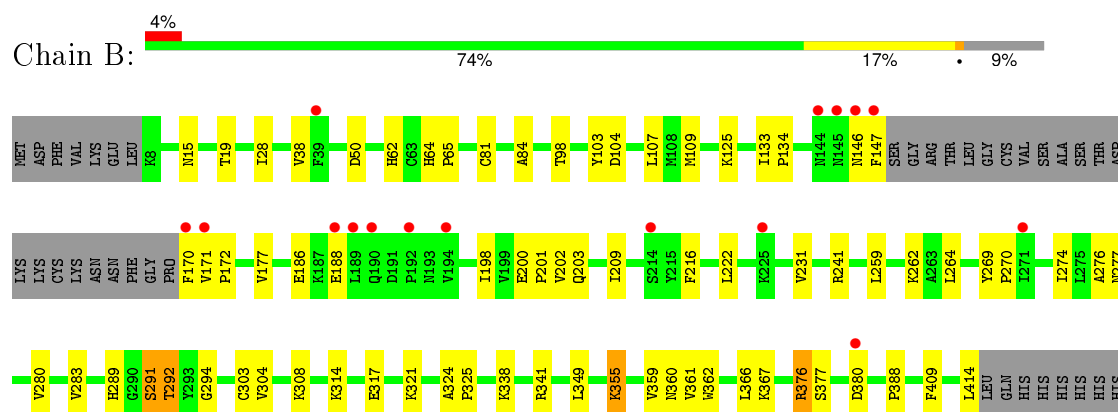 4%
Chain B:
74% 17% • 9%
MET ASP PHE VAL LYS GLU LEU K8 N15 T19 I28 V38 F39 D50 H62 C63 H64 P65 C81 A84 T98 Y103 D104 L107 M108 M109 K125 I133 P134 N144 N145 N146 F147 SER GLY ARG THR LEU GLY CYS VAL SER ALA SER THR ASP
LYS LYS CYS LYS ASN ASN PHE GLY PRO F170 V171 P172 V177 E186 K187 E188 L189 Q190 D191 P192 N193 V194 I198 V199 E200 P201 V202 Q203 I209 S214 Y215 F216 L222 K225 V231 R241 L259 K262 A263 L264 Y269 P270 I271 I274 L275 A276 N277
V280 V283 H289 G290 S291 T292 Y293 G294 C303 V304 K308 K314 E317 K321 A324 P325 K338 R341 L349 K355 V359 N360 V361 W362 L366 K367 R376 S377 D380 P388 F409 L414 LEU GLN HIS HIS HIS HIS HIS HIS